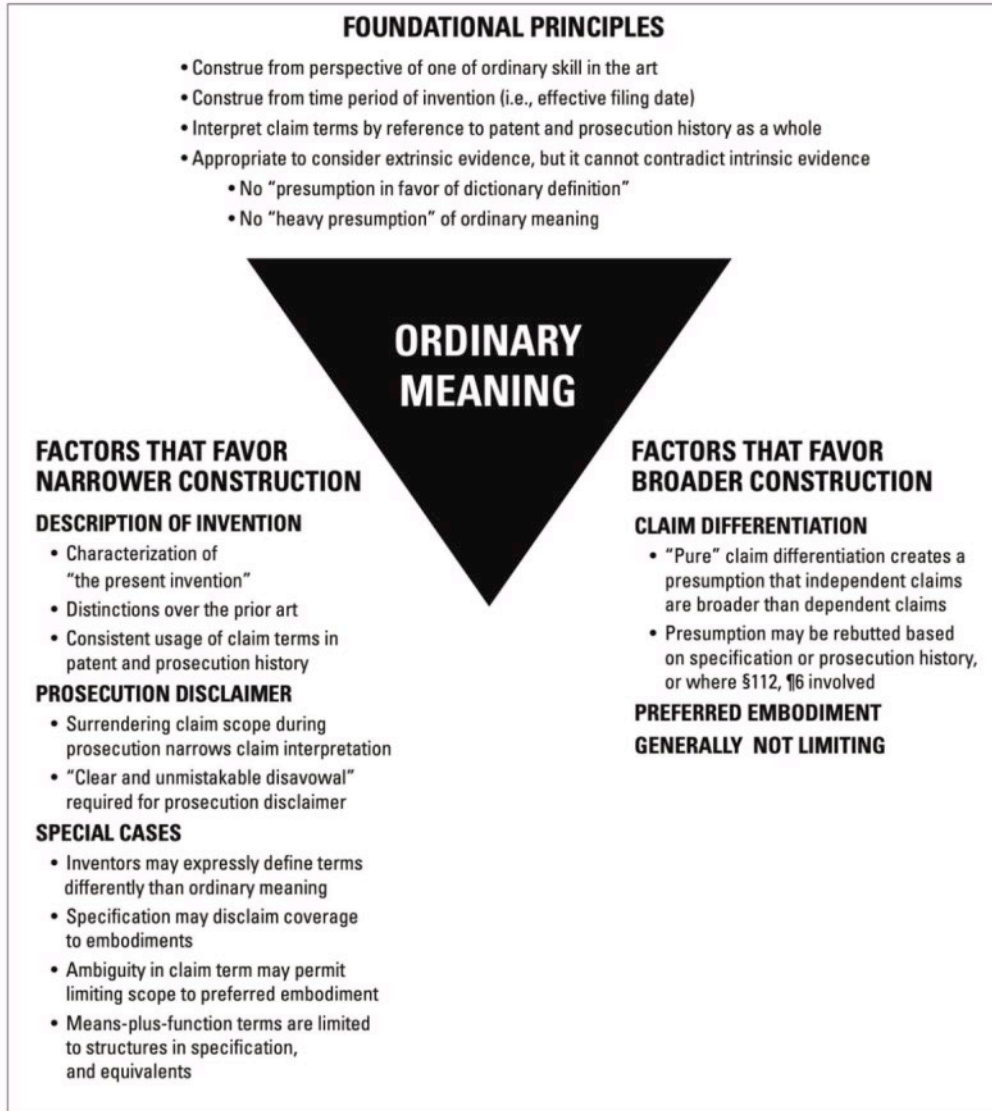 FOUNDATIONAL PRINCIPLES
• Construe from perspective of one of ordinary skill in the art
• Construe from time period of invention (i.e., effective filing date)
• Interpret claim terms by reference to patent and prosecution history as a whole
• Appropriate to consider extrinsic evidence, but it cannot contradict intrinsic evidence
• No “presumption in favor of dictionary definition”
• No “heavy presumption” of ordinary meaning
ORDINARY
MEANING
FACTORS THAT FAVOR
NARROWER CONSTRUCTION
DESCRIPTION OF INVENTION
• Characterization of
“the present invention”
• Distinctions over the prior art
• Consistent usage of claim terms in
patent and prosecution history
PROSECUTION DISCLAIMER
• Surrendering claim scope during
prosecution narrows claim interpretation
• “Clear and unmistakable disavowal”
required for prosecution disclaimer
SPECIAL CASES
• Inventors may expressly define terms
differently than ordinary meaning
• Specification may disclaim coverage
to embodiments
• Ambiguity in claim term may permit
limiting scope to preferred embodiment
• Means-plus-function terms are limited
to structures in specification,
and equivalents
FACTORS THAT FAVOR
BROADER CONSTRUCTION
CLAIM DIFFERENTIATION
• “Pure” claim differentiation creates a
presumption that independent claims
are broader than dependent claims
• Presumption may be rebutted based
on specification or prosecution history,
or where §112, ¶6 involved
PREFERRED EMBODIMENT
GENERALLY NOT LIMITING